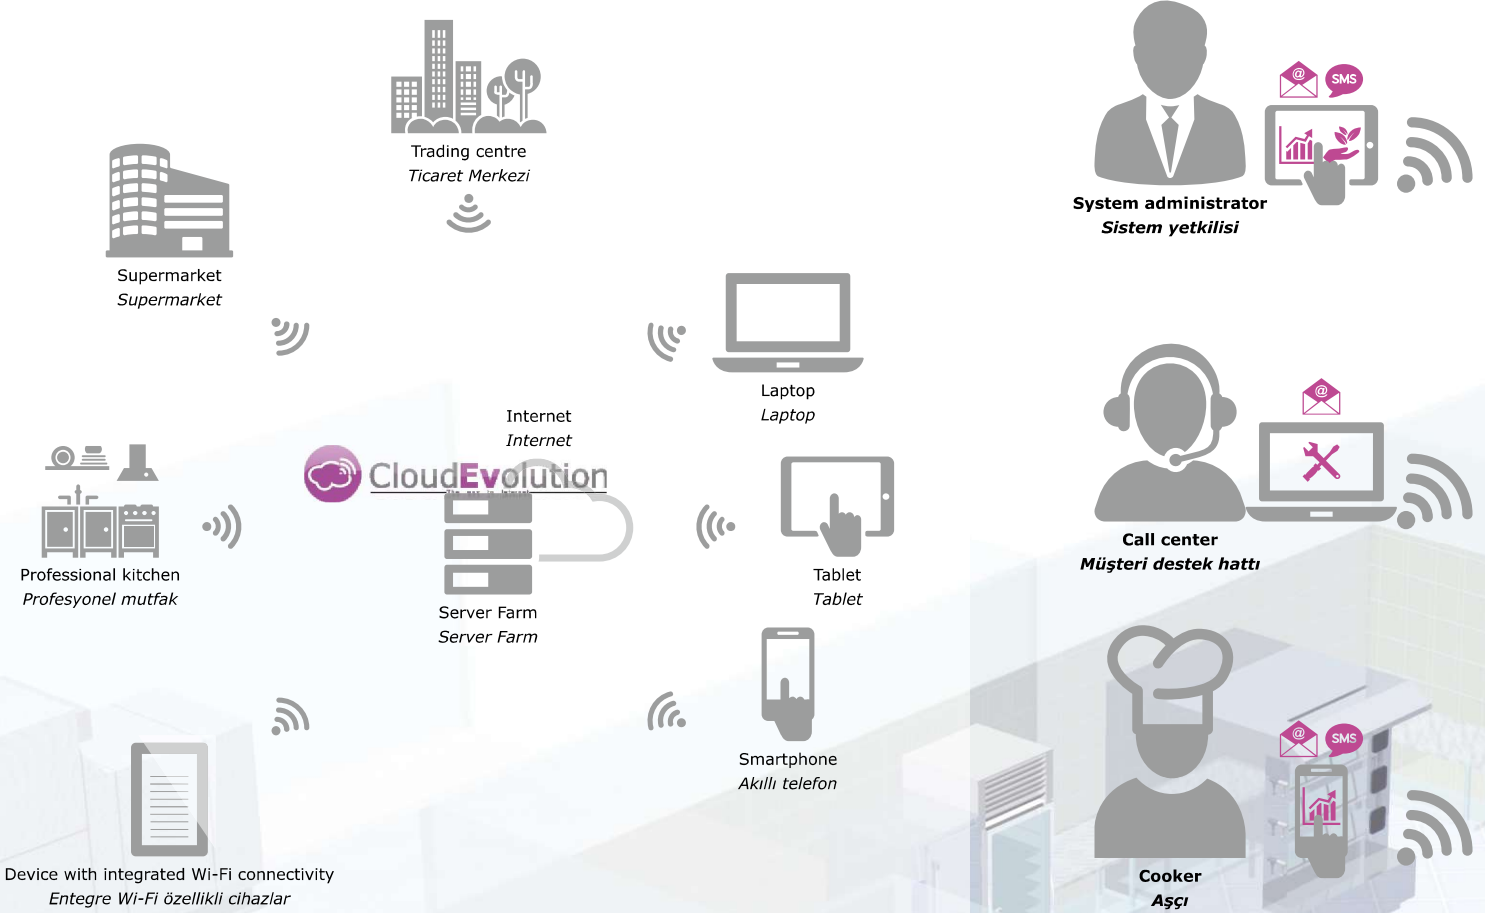 Trading centre
Ticaret Merkezi
Supermarket
Supermarket
Internet
Internet
CloudEvolution
Professional kitchen
Profesyonel mutfak
Server Farm
Server Farm
Device with integrated Wi-Fi connectivity
Entegre Wi-Fi özellikli cihazlar
Laptop
Laptop
Tablet
Tablet
Smartphone
Akıllı telefon
@
SMS
System administrator
Sistem yetkilisi
@
Call center
Müşteri destek hattı
@
SMS
Cooker
Aşçı